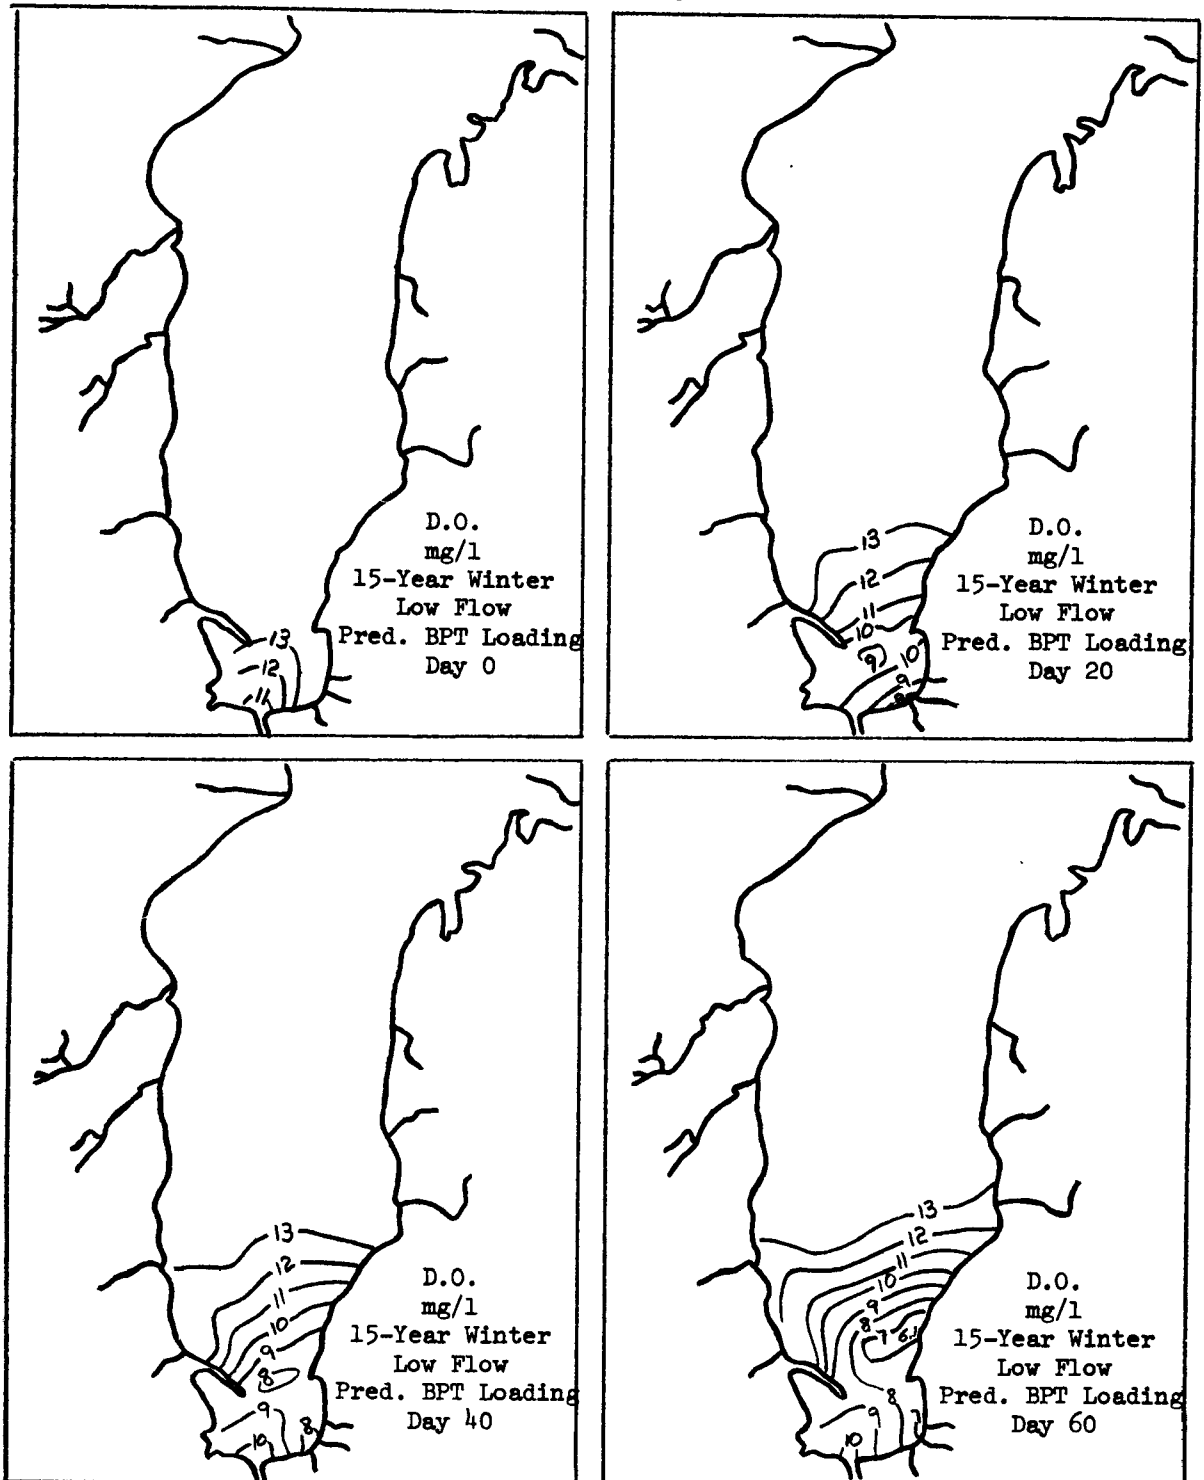 13
12
11
D.O.
mg/l
15-Year Winter
Low Flow
Pred. BPT Loading
Day 0
13
12
11
10
9
10
9
8
D.O.
mg/l
15-Year Winter
Low Flow
Pred. BPT Loading
Day 20
13
12
11
10
9
8
9
8
10
D.O.
mg/l
15-Year Winter
Low Flow
Pred. BPT Loading
Day 40
13
12
11
10
9
8
7
6.1
8
9
7
10
D.O.
mg/l
15-Year Winter
Low Flow
Pred. BPT Loading
Day 60